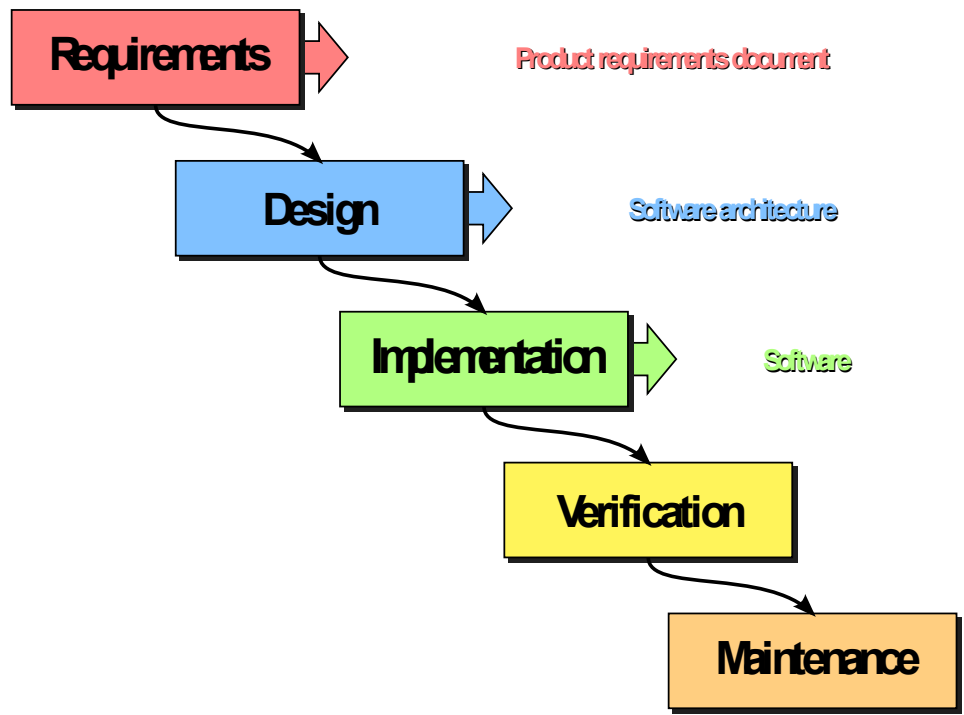 Requirements
Product requirements document
Design
Software architecture
Implementation
Software
Verification
Maintenance